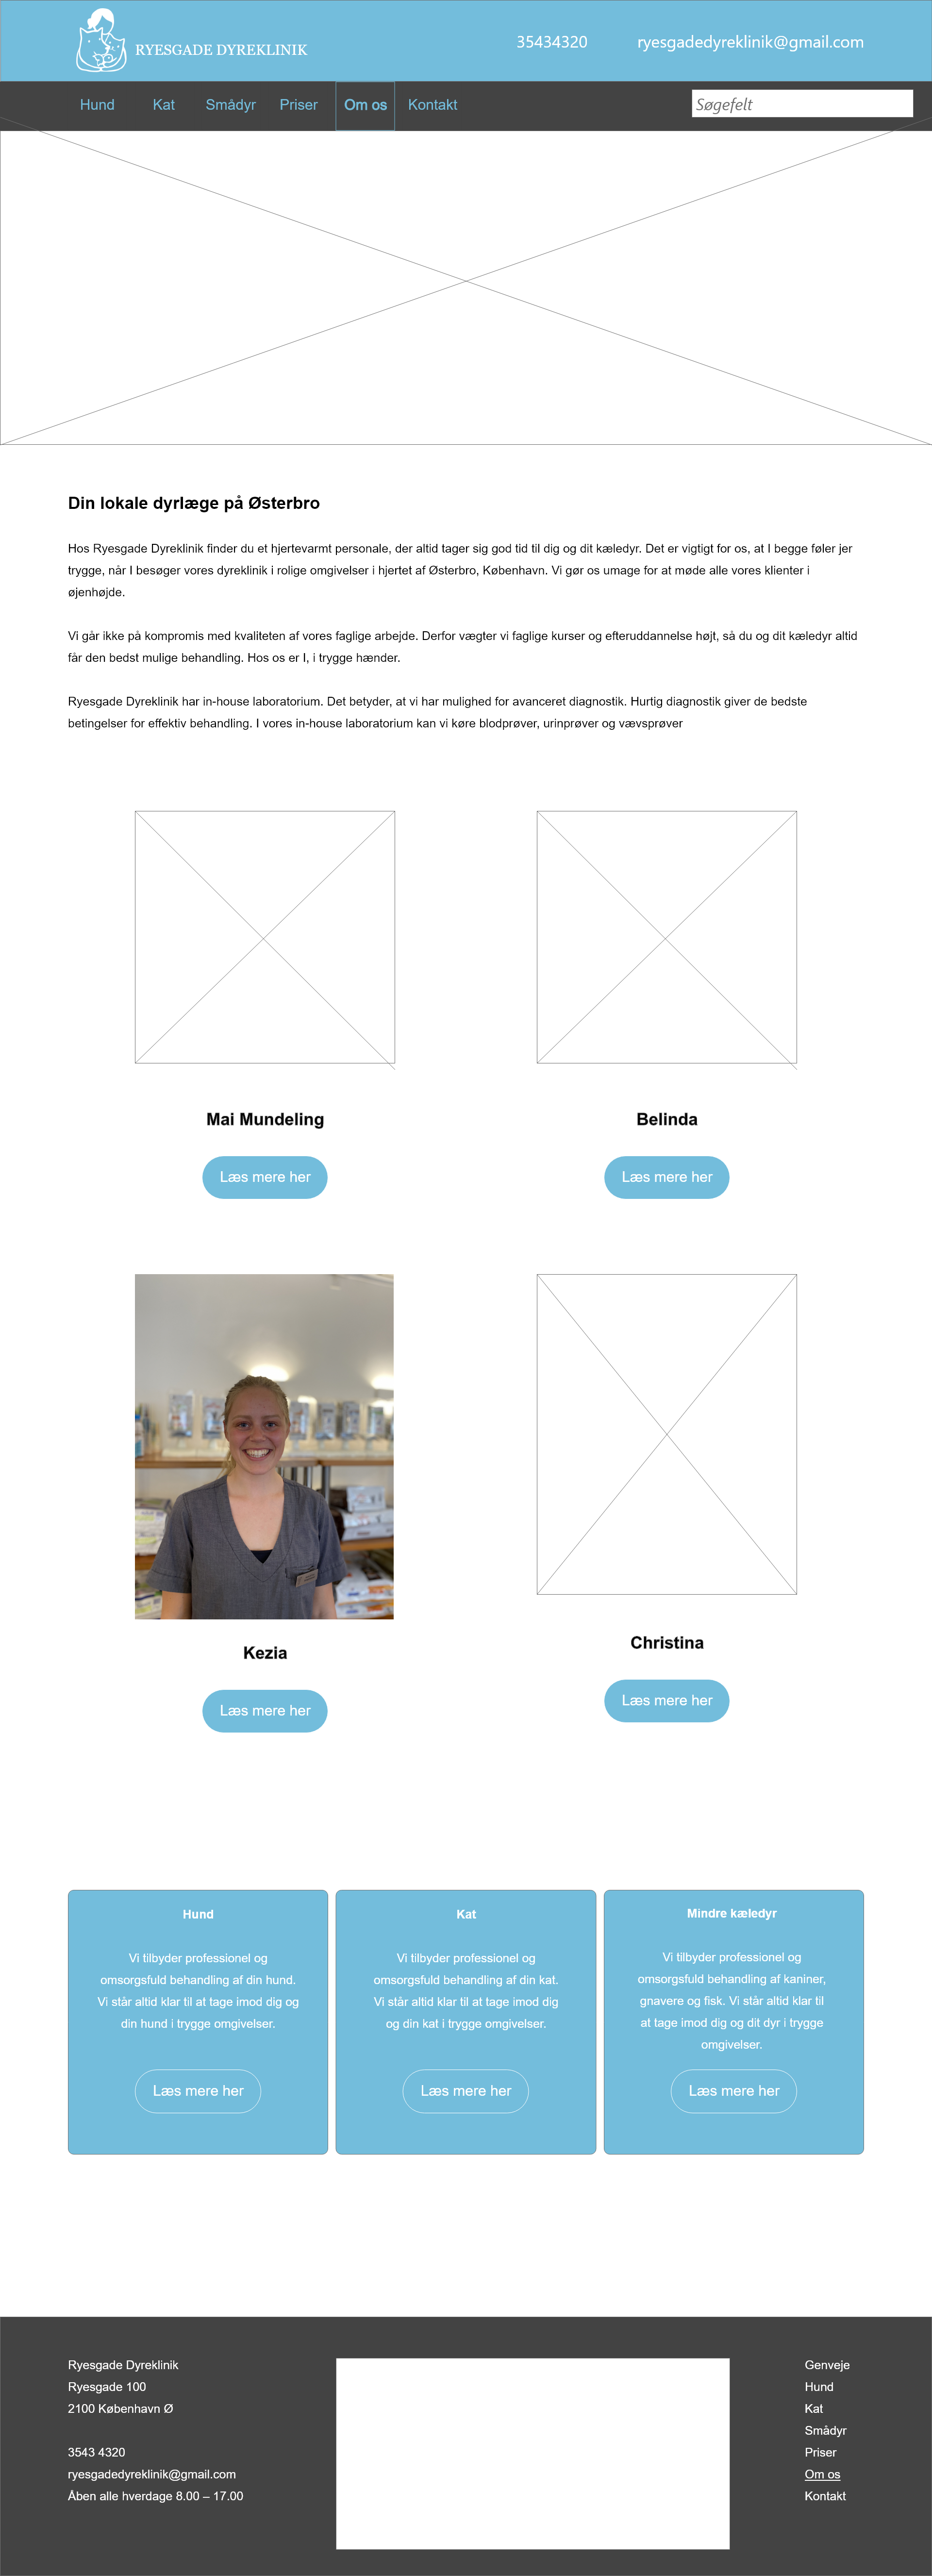 RYESGADE DYREKLINIK
35434320
ryesgadedyreklinik@gmail.com
Hund
Kat
Smådyr
Priser
Om os
Kontakt
Søgefelt
Din lokale dyrlæge på Østerbro
Hos Ryesgade Dyreklinik finder du et hjertevarmt personale, der altid tager sig god tid til dig og dit kæledyr. Det er vigtigt for os, at I begge føler jer
trygge, når I besøger vores dyreklinik i rolige omgivelser i hjertet af Østerbro, København. Vi gør os umage for at møde alle vores klienter i
øjenhøjde.
Vi går ikke på kompromis med kvaliteten af vores faglige arbejde. Derfor vægter vi faglige kurser og efteruddannelse højt, så du og dit kæledyr altid
får den bedst mulige behandling. Hos os er I, i trygge hænder.
Ryesgade Dyreklinik har in-house laboratorium. Det betyder, at vi har mulighed for avanceret diagnostik. Hurtig diagnostik giver de bedste
betingelser for effektiv behandling. I vores in-house laboratorium kan vi køre blodprøver, urinprøver og vævsprøver
Mai Mundeling
Læs mere her
Belinda
Læs mere her
Kezia
Læs mere her
Christina
Læs mere her
Hund
Vi tilbyder professionel og
omsorgsfuld behandling af din hund.
Vi står altid klar til at tage imod dig og
din hund i trygge omgivelser.
Læs mere her
Kat
Vi tilbyder professionel og
omsorgsfuld behandling af din kat.
Vi står altid klar til at tage imod dig
og din kat i trygge omgivelser.
Læs mere her
Mindre kæledyr
Vi tilbyder professionel og
omsorgsfuld behandling af kaniner,
gnavere og fisk. Vi står altid klar til
at tage imod dig og dit dyr i trygge
omgivelser.
Læs mere her
Ryesgade Dyreklinik
Ryesgade 100
2100 København Ø
3543 4320
ryesgadedyreklinik@gmail.com
Åben alle hverdage 8.00 – 17.00
Genveje
Hund
Kat
Smådyr
Priser
Om os
Kontakt